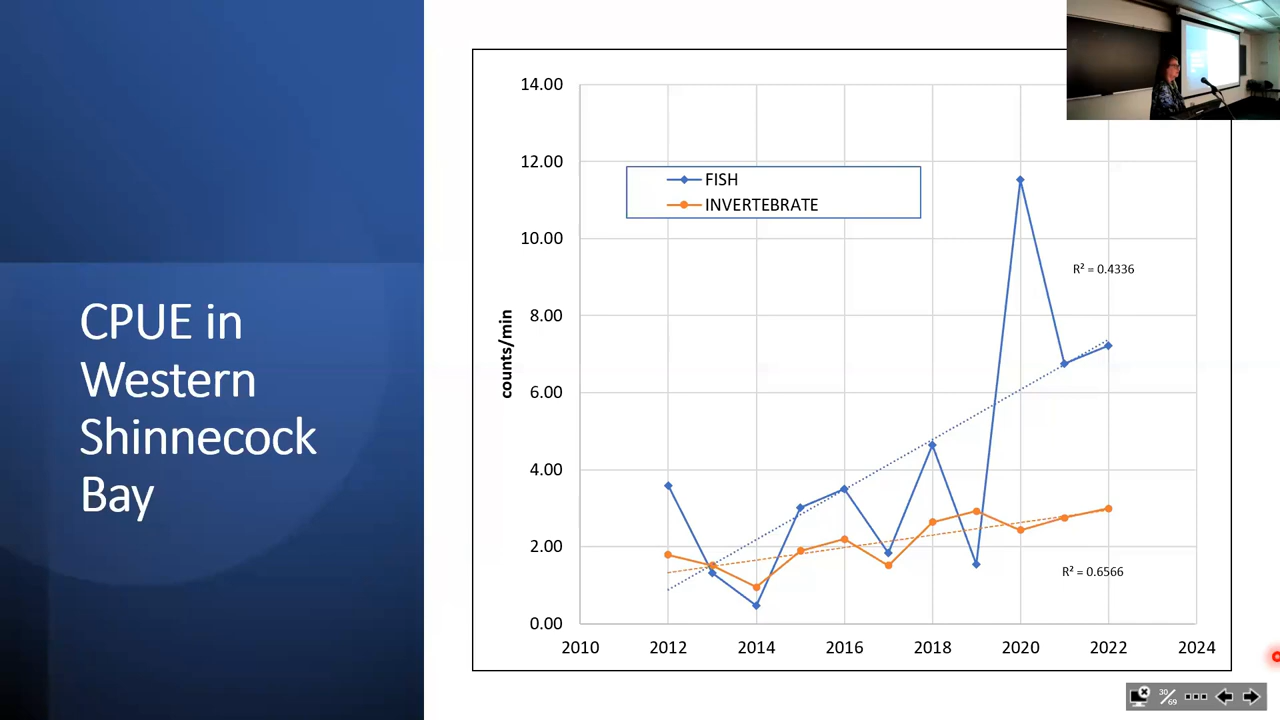 CPUE in
Western
Shinnecock
Bay
14.00
12.00
10.00
8.00
6.00
4.00
2.00
0.00
counts/min
FISH
INVERTEBRATE
R² = 0.4336
R² = 0.6566
2010 2012 2014 2016 2018 2020 2022 2024
30/69